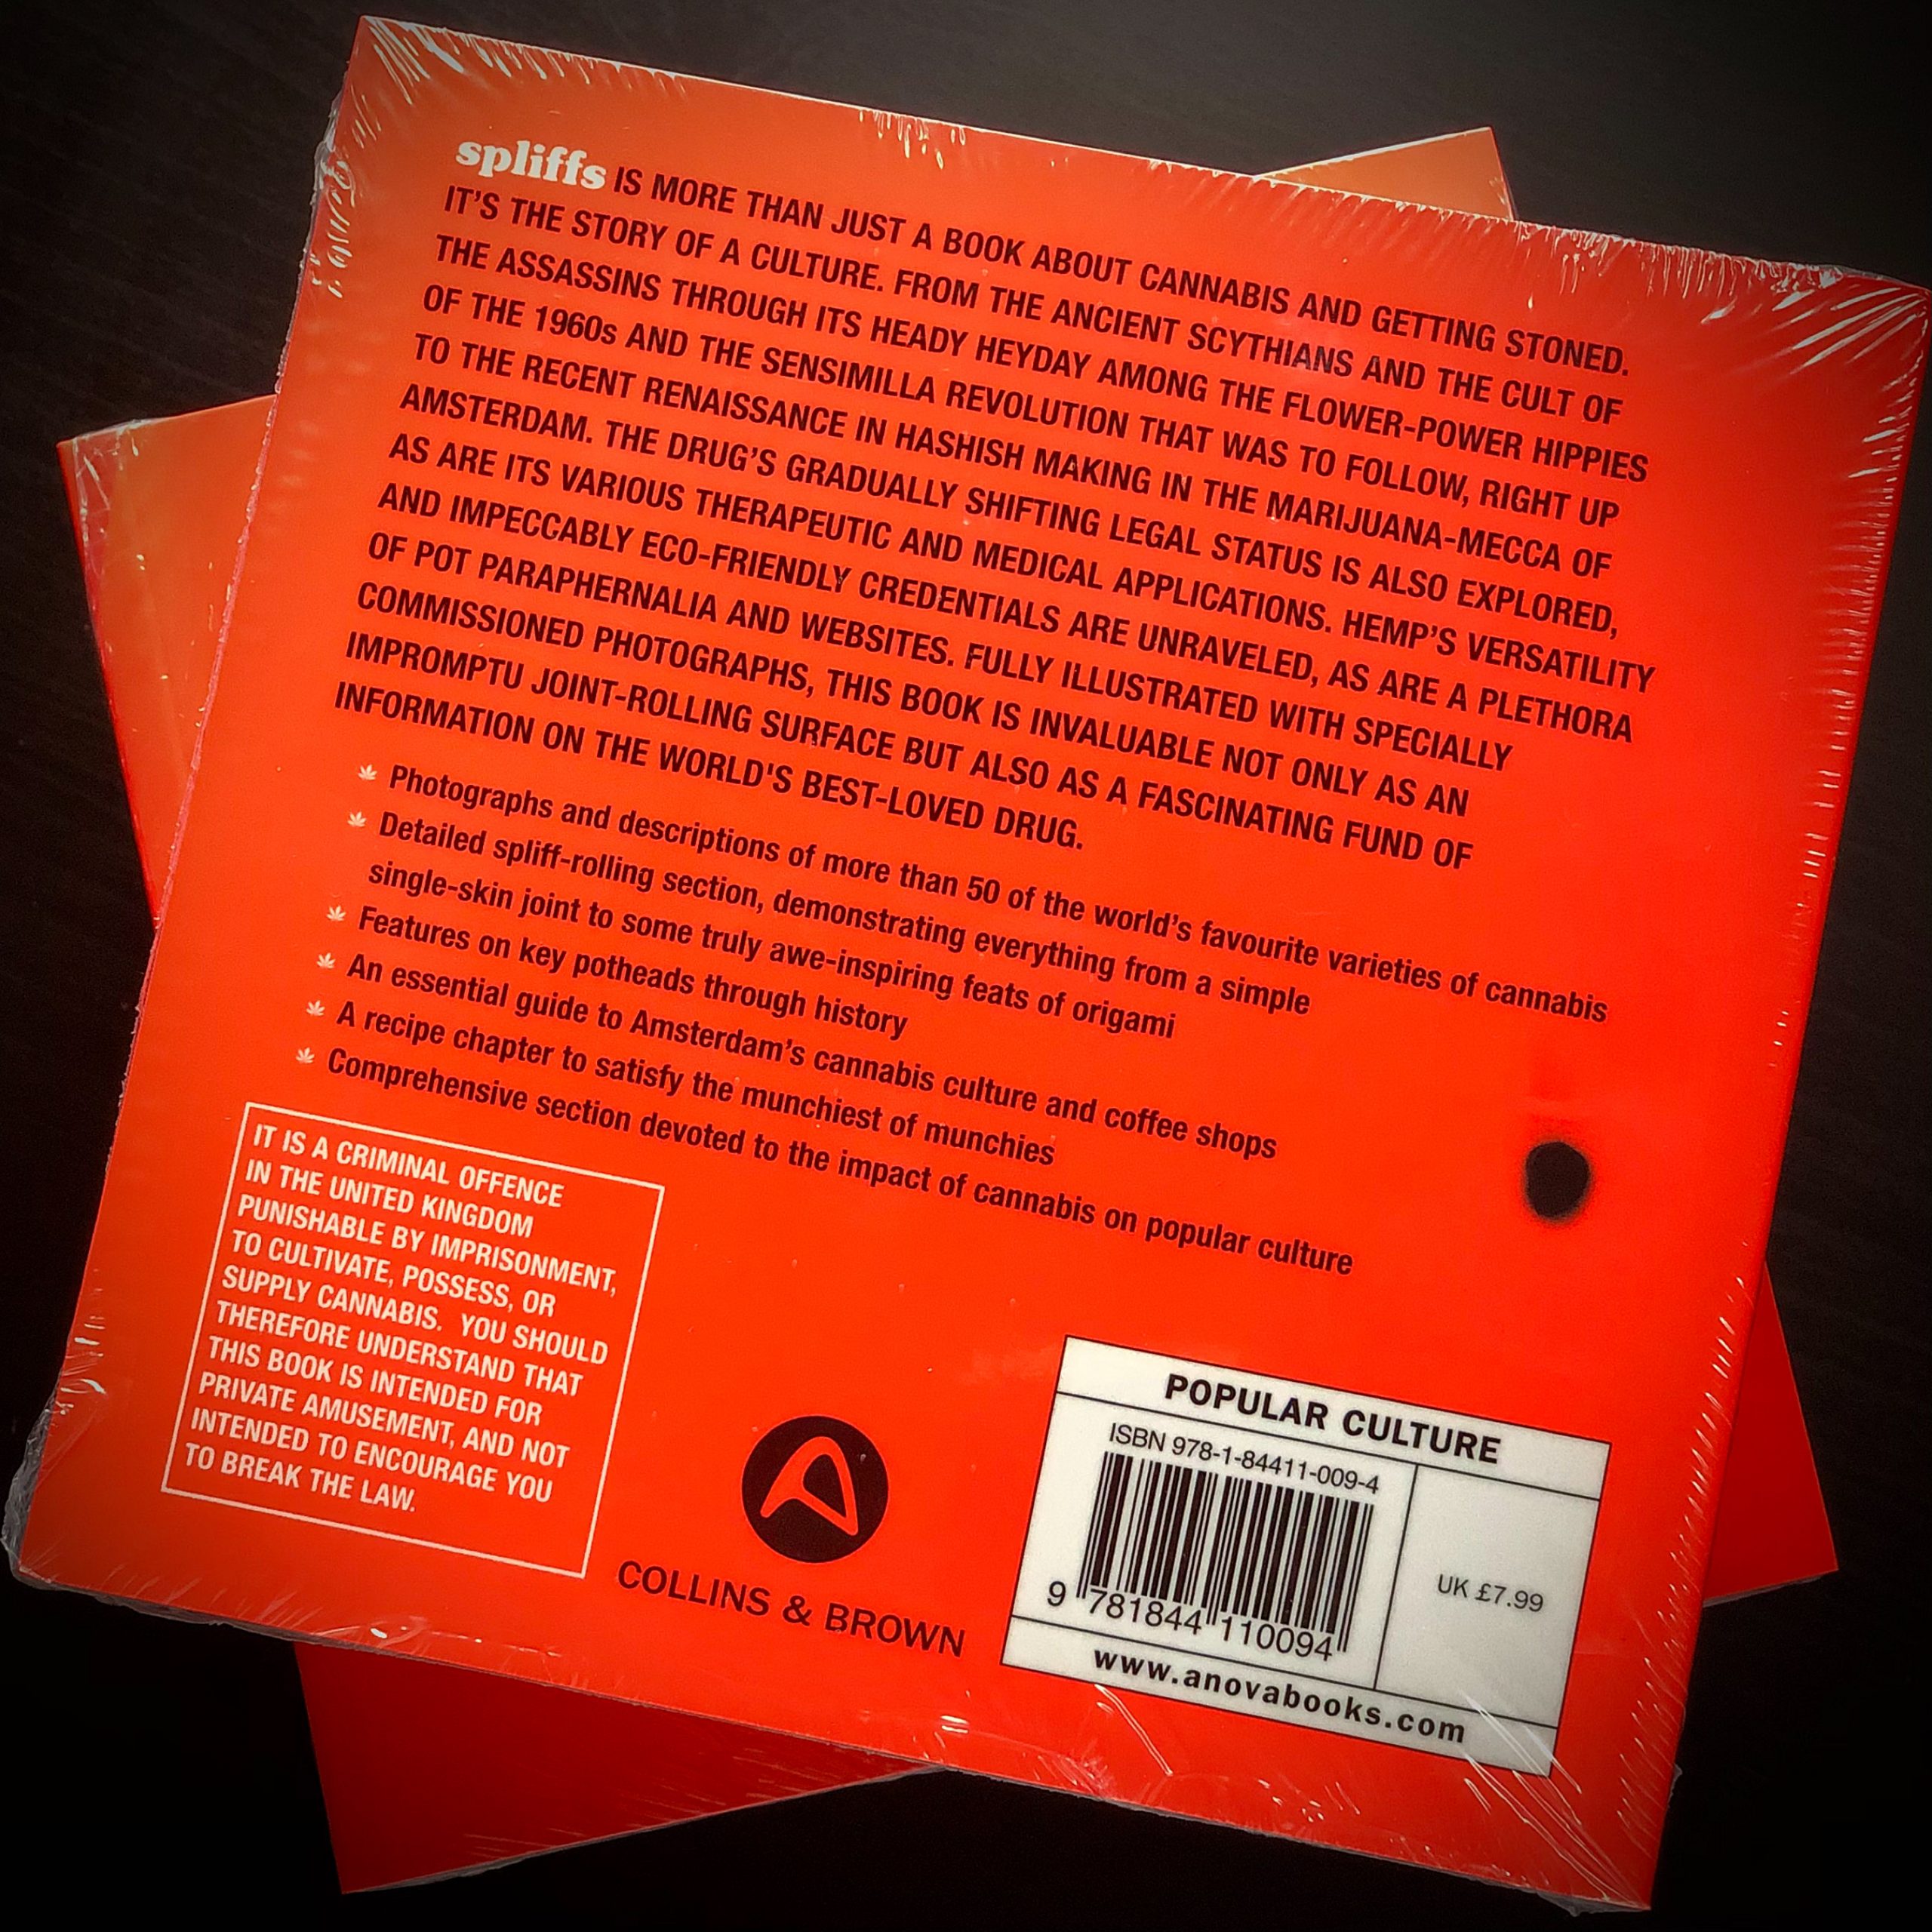 spliffs IS MORE THAN JUST A BOOK ABOUT CANNABIS AND GETTING STONED.
IT'S THE STORY OF A CULTURE. FROM THE ANCIENT SCYTHIANS AND THE CULT OF
THE ASSASSINS THROUGH ITS HEADY HEYDAY AMONG THE FLOWER-POWER HIPPIES
OF THE 1960s AND THE SENSIMILLA REVOLUTION THAT WAS TO FOLLOW, RIGHT UP
TO THE RECENT RENAISSANCE IN HASHISH MAKING IN THE MARIJUANA-MECCA OF
AMSTERDAM. THE DRUG'S GRADUALLY SHIFTING LEGAL STATUS IS ALSO EXPLORED,
AS ARE ITS VARIOUS THERAPEUTIC AND MEDICAL APPLICATIONS. HEMP'S VERSATILITY
AND IMPECCABLY ECO-FRIENDLY CREDENTIALS ARE UNRAVELED, AS ARE A PLETHORA
OF POT PARAPHERNALIA AND WEBSITES. FULLY ILLUSTRATED WITH SPECIALLY
COMMISSIONED PHOTOGRAPHS, THIS BOOK IS INVALUABLE NOT ONLY AS AN
IMPROMPTU JOINT-ROLLING SURFACE BUT ALSO AS A FASCINATING FUND OF
INFORMATION ON THE WORLD'S BEST-LOVED DRUG.
Photographs and descriptions of more than 50 of the world's favourite varieties of cannabis
Detailed spliff-rolling section, demonstrating everything from a simple
single-skin joint to some truly awe-inspiring feats of origami
Features on key potheads through history
An essential guide to Amsterdam's cannabis culture and coffee shops
A recipe chapter to satisfy the munchiest of munchies
Comprehensive section devoted to the impact of cannabis on popular culture
IT IS A CRIMINAL OFFENCE
IN THE UNITED KINGDOM
PUNISHABLE BY IMPRISONMENT,
TO CULTIVATE, POSSESS, OR
SUPPLY CANNABIS. YOU SHOULD
THEREFORE UNDERSTAND THAT
THIS BOOK IS INTENDED FOR
PRIVATE AMUSEMENT, AND NOT
INTENDED TO ENCOURAGE YOU
TO BREAK THE LAW.
COLLINS & BROWN
POPULAR CULTURE
ISBN 978-1-84411-009-4
UK £7.99
9 781844 110094
www.anovabooks.com